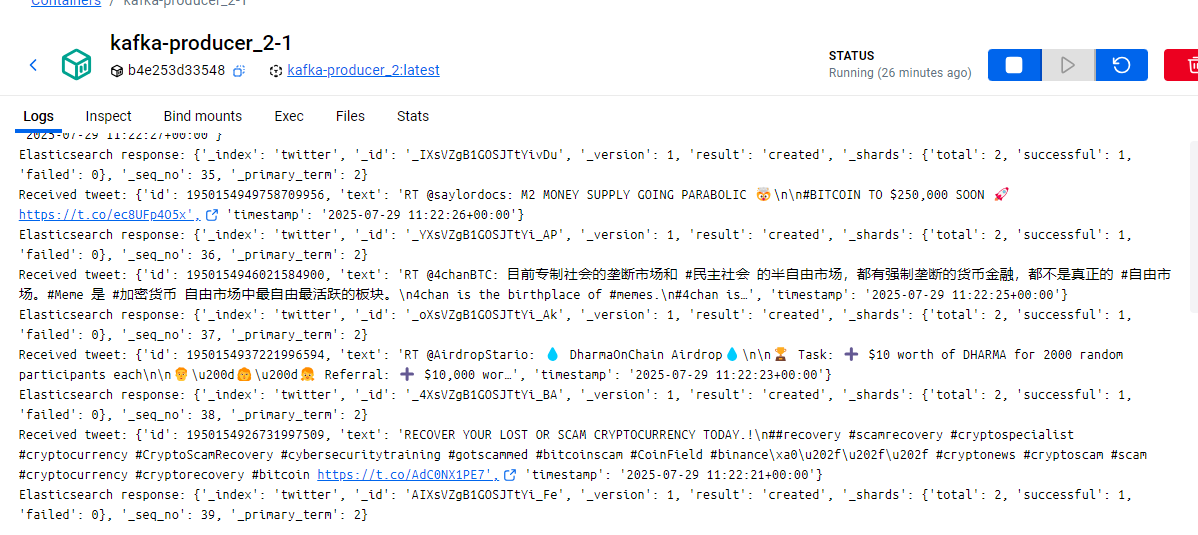 Containers / kafka-producer_2-1
kafka-producer_2-1
b4e253d33548 kafka-producer_2:latest
STATUS
Running (26 minutes ago)
Logs Inspect Bind mounts Exec Files Stats
'2025-07-29 11:22:27+00:00'}
Elasticsearch response: {'_index': 'twitter', '_id': '_IXsVZgB1GOSJTtYivDu', '_version': 1, 'result': 'created', '_shards': {'total': 2, 'successful': 1,
'failed': 0}, '_seq_no': 35, '_primary_term': 2}
Received tweet: {'id': 1950154949758709956, 'text': 'RT @saylordocs: M2 MONEY SUPPLY GOING PARABOLIC 🤯\n\n#BITCOIN TO $250,000 SOON 🚀
https://t.co/ec8UFp4O5x', 'timestamp': '2025-07-29 11:22:26+00:00'}
Elasticsearch response: {'_index': 'twitter', '_id': '_YXsVZgB1GOSJTtYi_AP', '_version': 1, 'result': 'created', '_shards': {'total': 2, 'successful': 1,
'failed': 0}, '_seq_no': 36, '_primary_term': 2}
Received tweet: {'id': 1950154946021584900, 'text': 'RT @4chanBTC: 目前专制社会的垄断市场和 #民主社会 的半自由市场，都有强制垄断的货币金融，都不是真正的 #自由市
场。#Meme 是 #加密货币 自由市场中最自由最活跃的板块。\n4chan is the birthplace of #memes.\n#4chan is…', 'timestamp': '2025-07-29 11:22:25+00:00'}
Elasticsearch response: {'_index': 'twitter', '_id': '_oXsVZgB1GOSJTtYi_Ak', '_version': 1, 'result': 'created', '_shards': {'total': 2, 'successful': 1,
'failed': 0}, '_seq_no': 37, '_primary_term': 2}
Received tweet: {'id': 1950154937221996594, 'text': 'RT @AirdropStario: 💧 DharmaOnChain Airdrop💧\n\n🏆 Task: ➕ $10 worth of DHARMA for 2000 random
participants each\n\n👨\u200d👩\u200d👧 Referral: ➕ $10,000 wor…', 'timestamp': '2025-07-29 11:22:23+00:00'}
Elasticsearch response: {'_index': 'twitter', '_id': '_4XsVZgB1GOSJTtYi_BA', '_version': 1, 'result': 'created', '_shards': {'total': 2, 'successful': 1,
'failed': 0}, '_seq_no': 38, '_primary_term': 2}
Received tweet: {'id': 1950154926731997509, 'text': 'RECOVER YOUR LOST OR SCAM CRYPTOCURRENCY TODAY.!\n##recovery #scamrecovery #cryptospecialist
#cryptocurrency #CryptoScamRecovery #cybersecuritytraining #gotscammed #bitcoinscam #CoinField #binance\xa0\u202f\u202f\u202f #cryptonews #cryptoscam #scam
#cryptocurrency #cryptorecovery #bitcoin https://t.co/AdC0NX1PE7', 'timestamp': '2025-07-29 11:22:21+00:00'}
Elasticsearch response: {'_index': 'twitter', '_id': 'AIXsVZgB1GOSJTtYi_Fe', '_version': 1, 'result': 'created', '_shards': {'total': 2, 'successful': 1,
'failed': 0}, '_seq_no': 39, '_primary_term': 2}